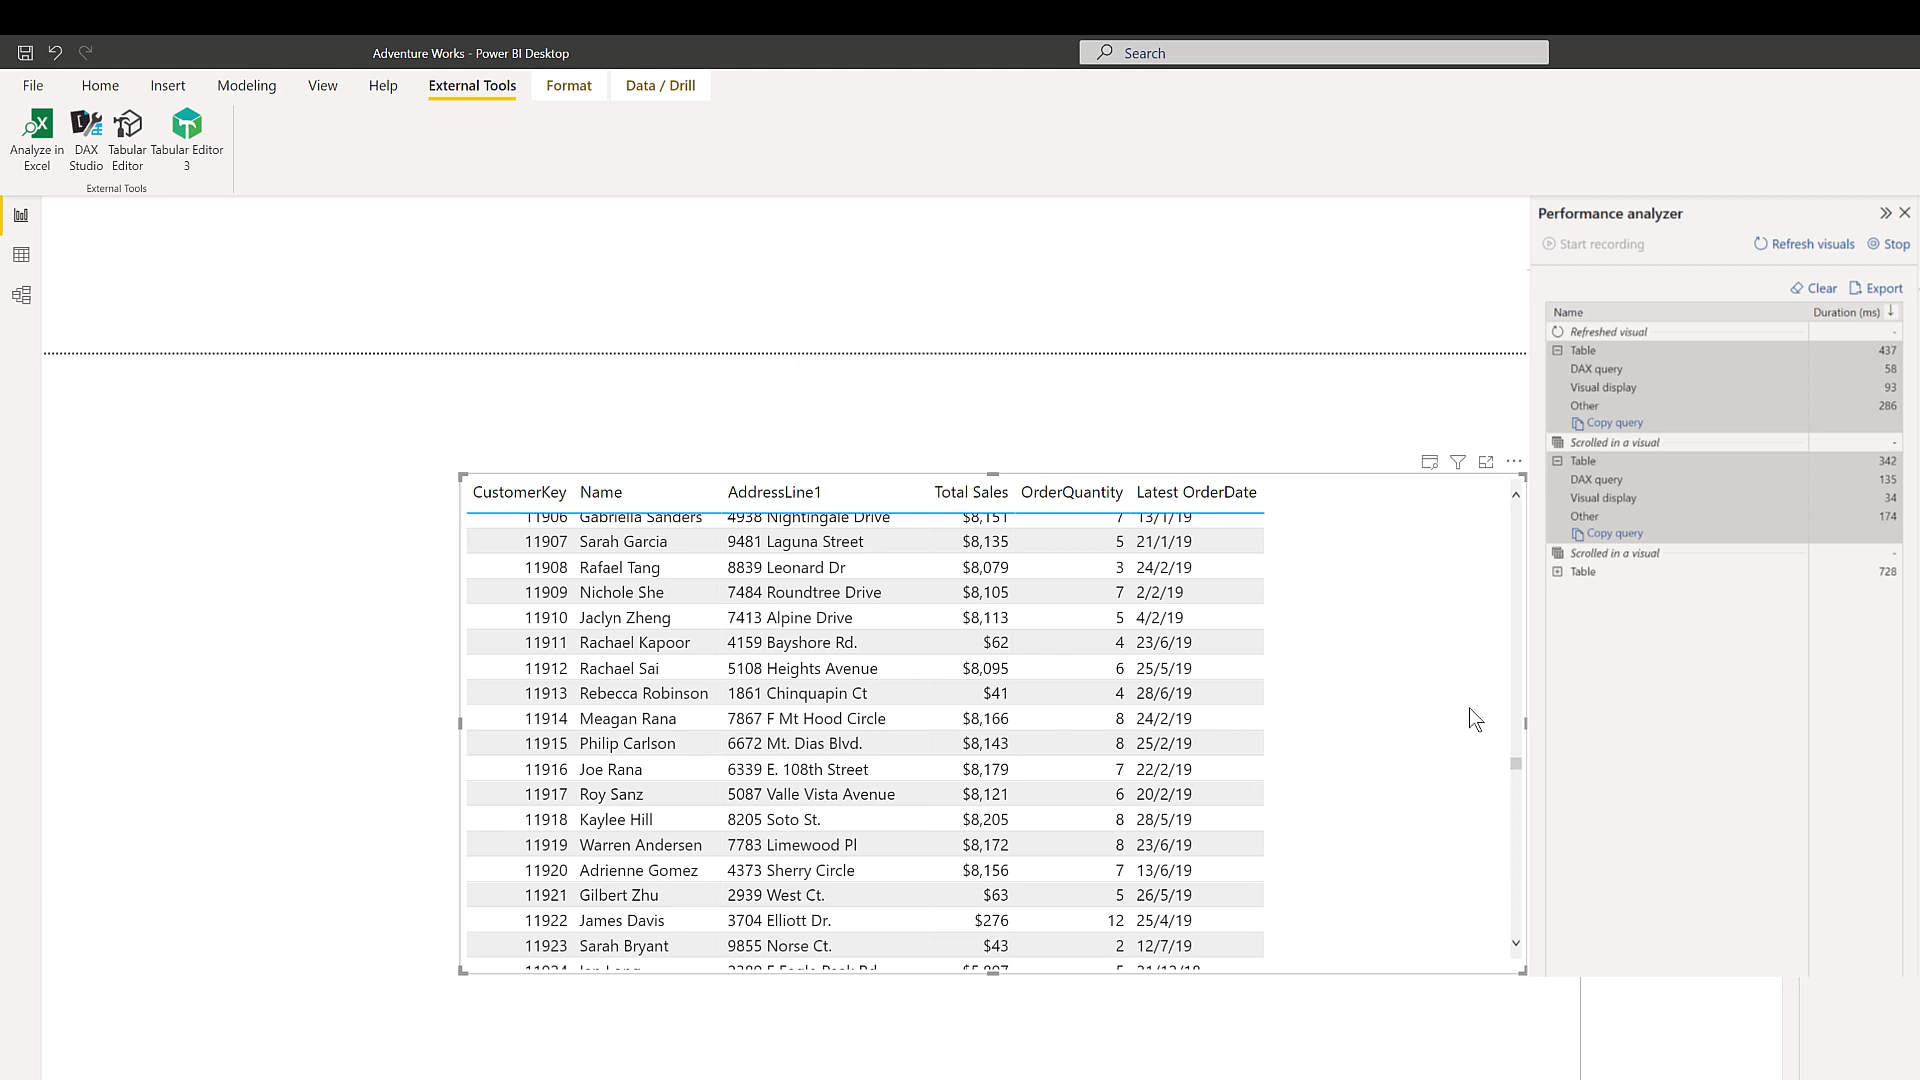 Adventure Works - Power BI Desktop
Search
File Home Insert Modeling View Help External Tools Format Data / Drill
Analyze in Excel
DAX Studio
Tabular Editor
Tabular Editor 3
External Tools
Performance analyzer
Start recording Refresh visuals Stop
Clear Export
Name Duration (ms)
Refreshed visual -
Table 437
DAX query 58
Visual display 93
Other 286
Copy query
Scrolled in a visual -
Table 342
DAX query 135
Visual display 34
Other 174
Copy query
Scrolled in a visual -
Table 728
CustomerKey Name AddressLine1 Total Sales OrderQuantity Latest OrderDate
11906 Gabriella Sanders 4938 Nightingale Drive $8,151 7 13/1/19
11907 Sarah Garcia 9481 Laguna Street $8,135 5 21/1/19
11908 Rafael Tang 8839 Leonard Dr $8,079 3 24/2/19
11909 Nichole She 7484 Roundtree Drive $8,105 7 2/2/19
11910 Jaclyn Zheng 7413 Alpine Drive $8,113 5 4/2/19
11911 Rachael Kapoor 4159 Bayshore Rd. $62 4 23/6/19
11912 Rachael Sai 5108 Heights Avenue $8,095 6 25/5/19
11913 Rebecca Robinson 1861 Chinquapin Ct $41 4 28/6/19
11914 Meagan Rana 7867 F Mt Hood Circle $8,166 8 24/2/19
11915 Philip Carlson 6672 Mt. Dias Blvd. $8,143 8 25/2/19
11916 Joe Rana 6339 E. 108th Street $8,179 7 22/2/19
11917 Roy Sanz 5087 Valle Vista Avenue $8,121 6 20/2/19
11918 Kaylee Hill 8205 Soto St. $8,205 8 28/5/19
11919 Warren Andersen 7783 Limewood Pl $8,172 8 23/6/19
11920 Adrienne Gomez 4373 Sherry Circle $8,156 7 13/6/19
11921 Gilbert Zhu 2939 West Ct. $63 5 26/5/19
11922 James Davis 3704 Elliott Dr. $276 12 25/4/19
11923 Sarah Bryant 9855 Norse Ct. $43 2 12/7/19